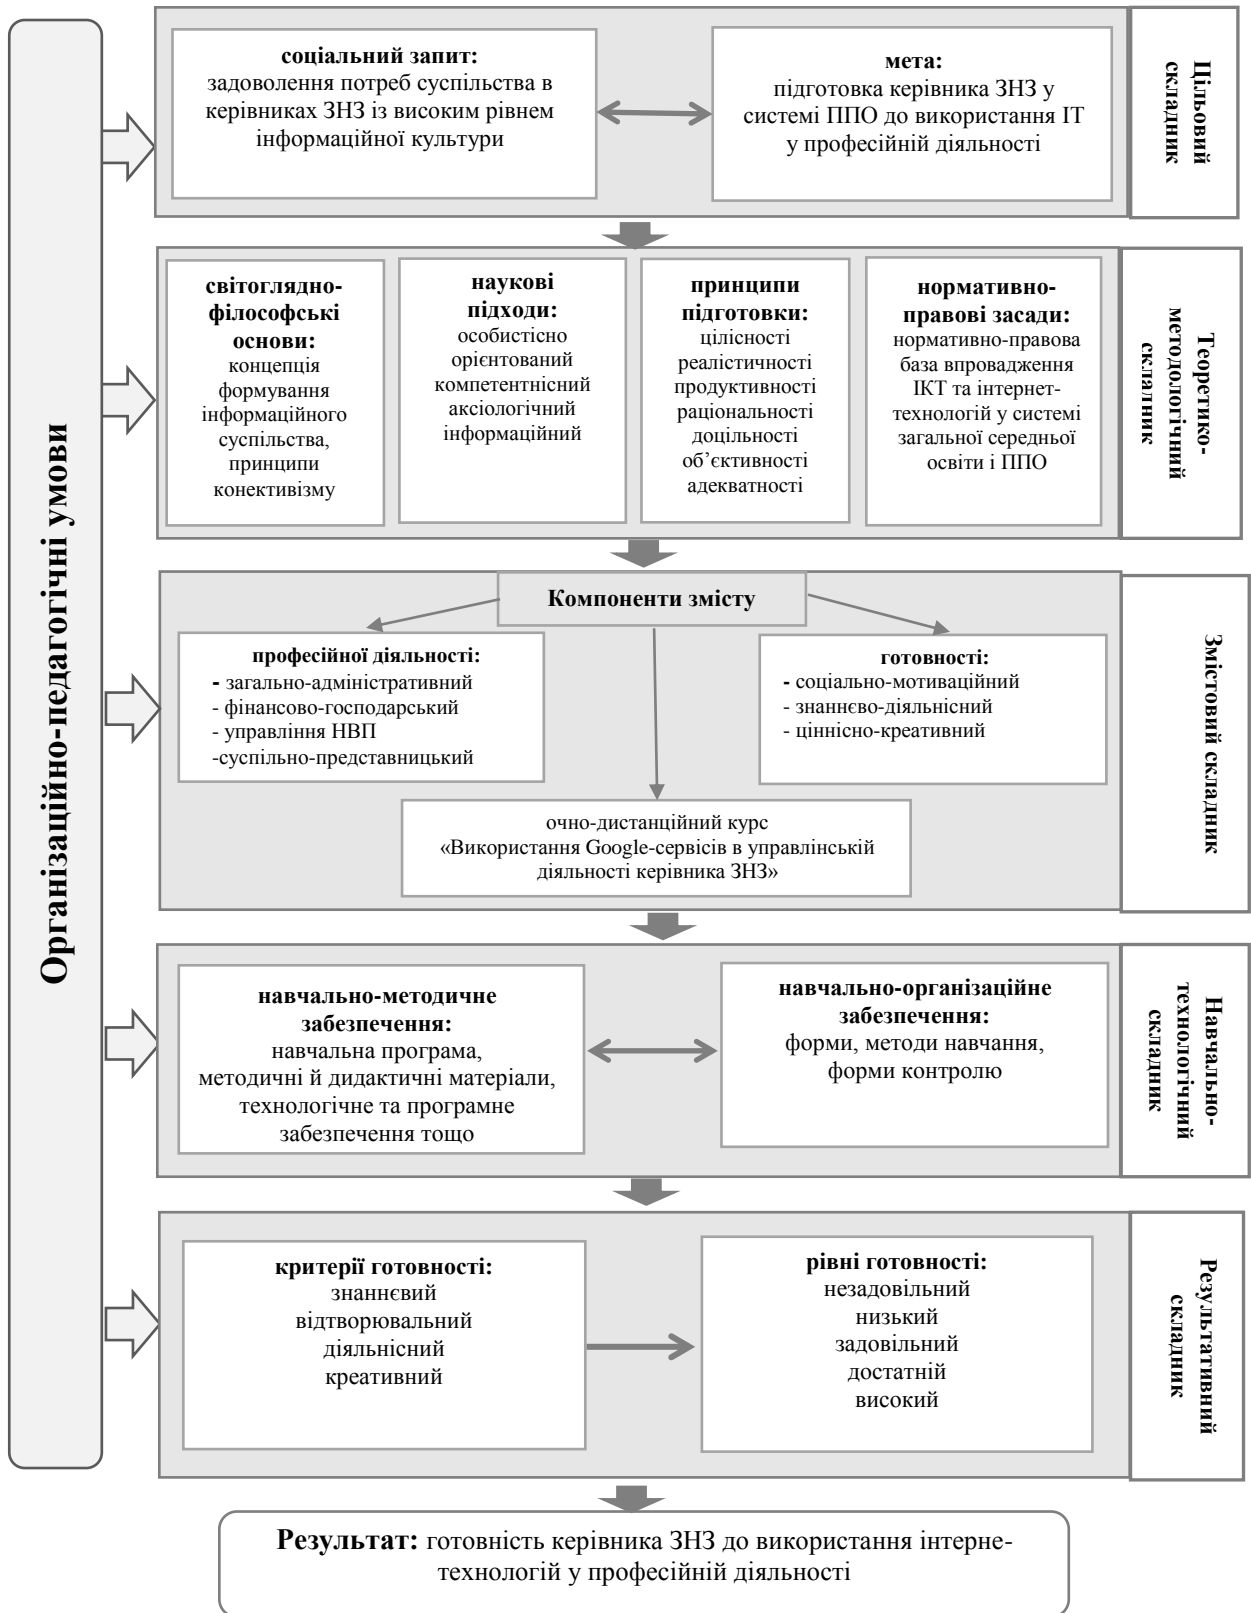 Організаційно-педагогічні умови
соціальний запит:
задоволення потреб суспільства в
керівниках ЗНЗ із високим рівнем
інформаційної культури
мета:
підготовка керівника ЗНЗ у
системі ППО до використання ІТ
у професійній діяльності
Цільовий
складник
світоглядно-
філософські
основи:
концепція
формування
інформаційного
суспільства,
принципи
конективізму
наукові
підходи:
особистісно
орієнтований
компетентнісний
аксіологічний
інформаційний
принципи
підготовки:
цілісності
реалістичності
продуктивності
раціональності
доцільності
об’єктивності
адекватності
нормативно-
правові засади:
нормативно-правова
база впровадження
ІКТ та інтернет-
технологій у системі
загальної середньої
освіти і ППО
Теоретико-
методологічний
складник
Компоненти змісту
професійної діяльності:
- загально-адміністративний
- фінансово-господарський
- управління НВП
-суспільно-представницький
готовності:
- соціально-мотиваційний
- знаннєво-діяльнісний
- ціннісно-креативний
очно-дистанційний курс
«Використання Google-сервісів в управлінській
діяльності керівника ЗНЗ»
Змістовий складник
навчально-методичне
забезпечення:
навчальна програма,
методичні й дидактичні матеріали,
технологічне та програмне
забезпечення тощо
навчально-організаційне
забезпечення:
форми, методи навчання,
форми контролю
Навчально-
технологічний
складник
критерії готовності:
знаннєвий
відтворювальний
діяльнісний
креативний
рівні готовності:
незадовільний
низький
задовільний
достатній
високий
Результативний
складник
Результат: готовність керівника ЗНЗ до використання інтерне-
технологій у професійній діяльності